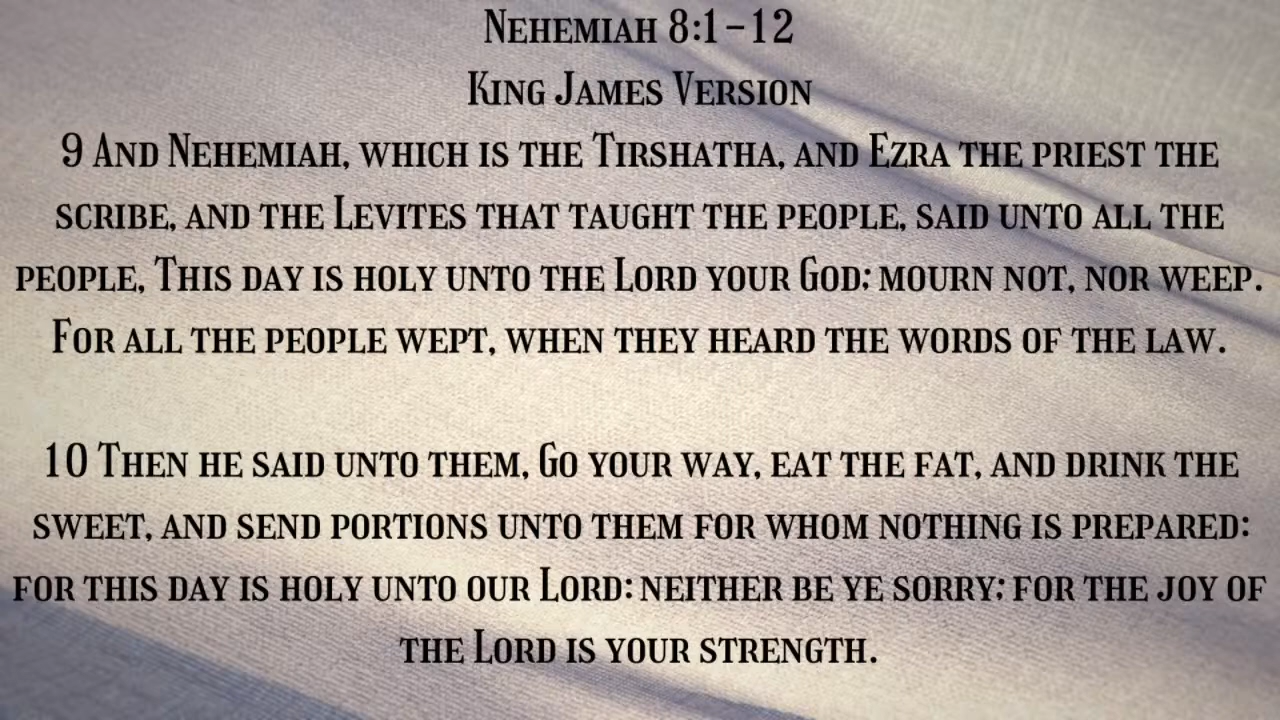 Nehemiah 8:1-12
King James Version
9 And Nehemiah, which is the Tirshatha, and Ezra the priest the
scribe, and the Levites that taught the people, said unto all the
people, This day is holy unto the Lord your God; mourn not, nor weep.
For all the people wept, when they heard the words of the law.
10 Then he said unto them, Go your way, eat the fat, and drink the
sweet, and send portions unto them for whom nothing is prepared:
for this day is holy unto our Lord: neither be ye sorry; for the joy of
the Lord is your strength.